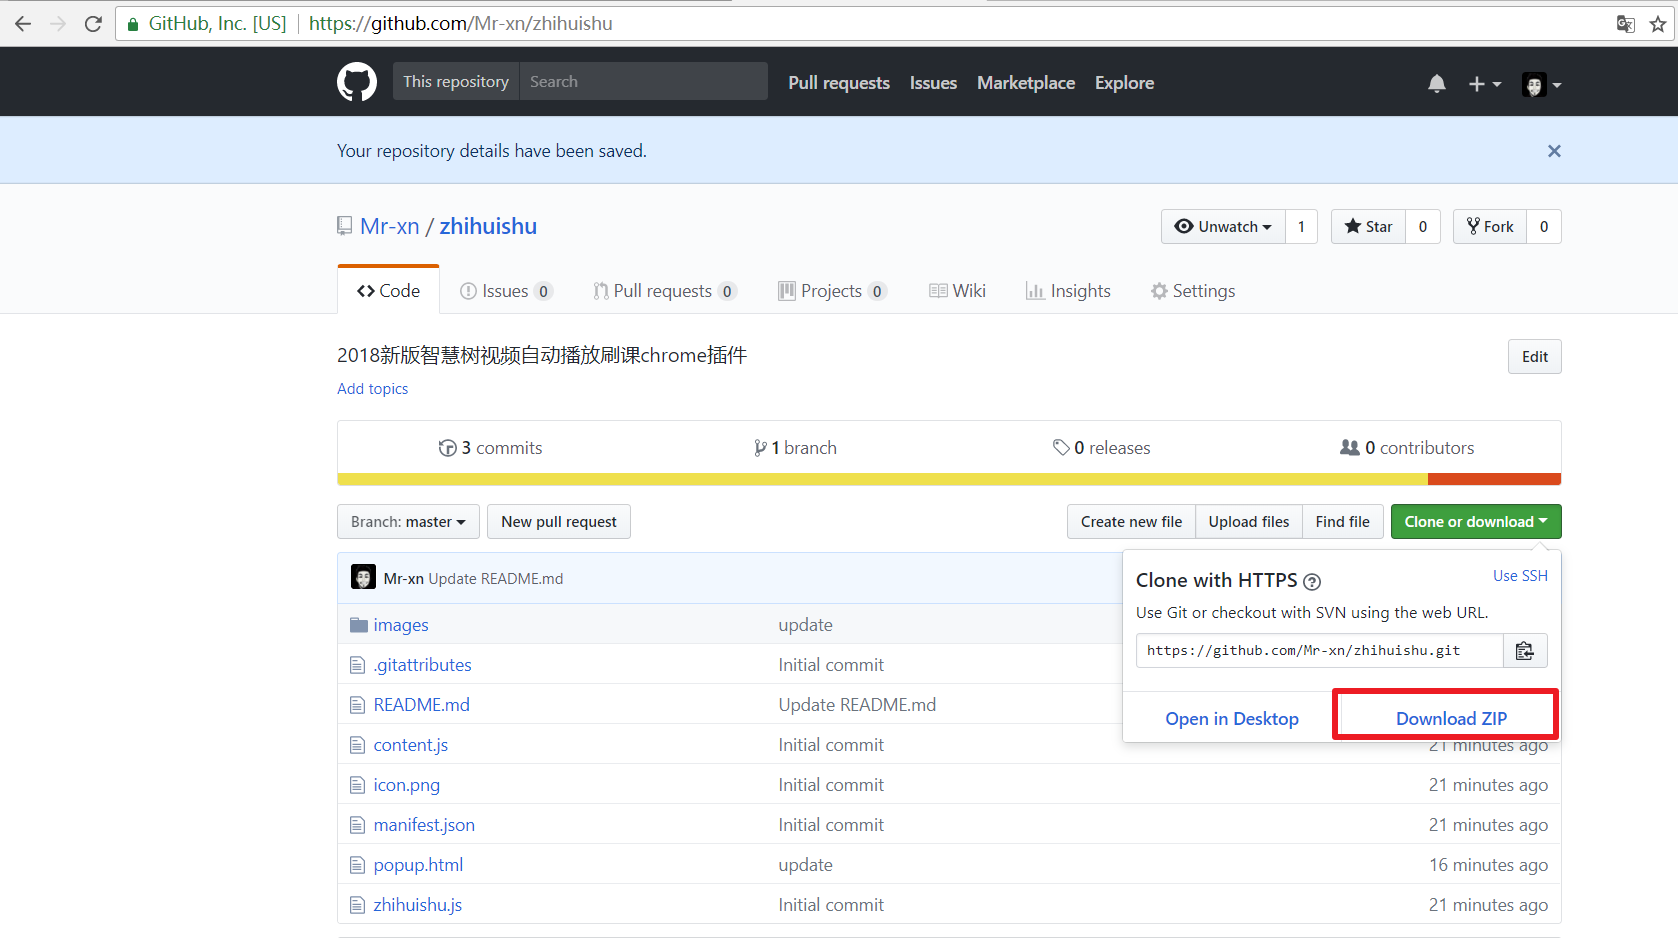 GitHub, Inc. [US] https://github.com/Mr-xn/zhihuishu
This repository Search Pull requests Issues Marketplace Explore
Your repository details have been saved.
Mr-xn / zhihuishu Unwatch 1 Star 0 Fork 0
Code Issues 0 Pull requests 0 Projects 0 Wiki Insights Settings
2018新版智慧树视频自动播放刷课chrome插件 Edit
Add topics
3 commits 1 branch 0 releases 0 contributors
Branch: master New pull request Create new file Upload files Find file Clone or download
Mr-xn Update README.md
Clone with HTTPS Use SSH
Use Git or checkout with SVN using the web URL.
https://github.com/Mr-xn/zhihuishu.git
Open in Desktop Download ZIP
images update
.gitattributes Initial commit
README.md Update README.md
content.js Initial commit 21 minutes ago
icon.png Initial commit 21 minutes ago
manifest.json Initial commit 21 minutes ago
popup.html update 16 minutes ago
zhihuishu.js Initial commit 21 minutes ago